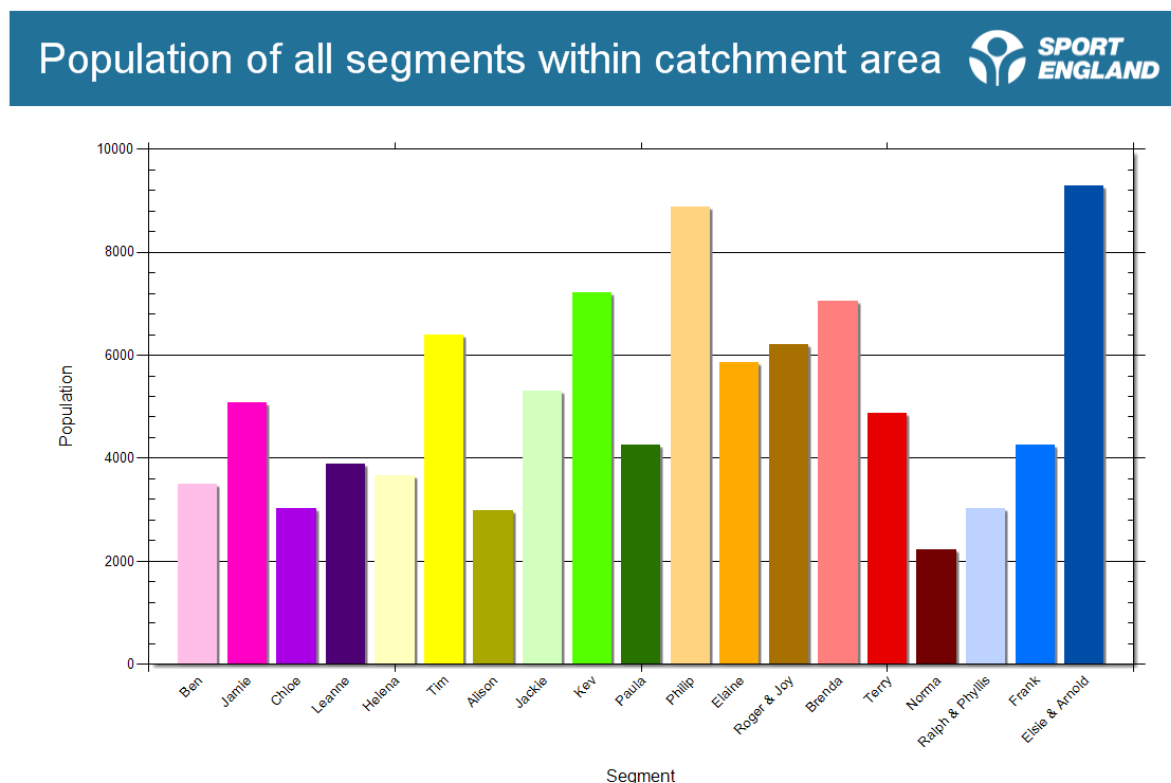 Population of all segments within catchment area
SPORT
ENGLAND
10000
8000
6000
4000
2000
0
Population
Ben
Jamie
Chloe
Leanne
Helena
Tim
Alison
Jackie
Kev
Paula
Philip
Elaine
Roger & Joy
Brenda
Terry
Norma
Ralph & Phyllis
Frank
Elsie & Arnold
Segment